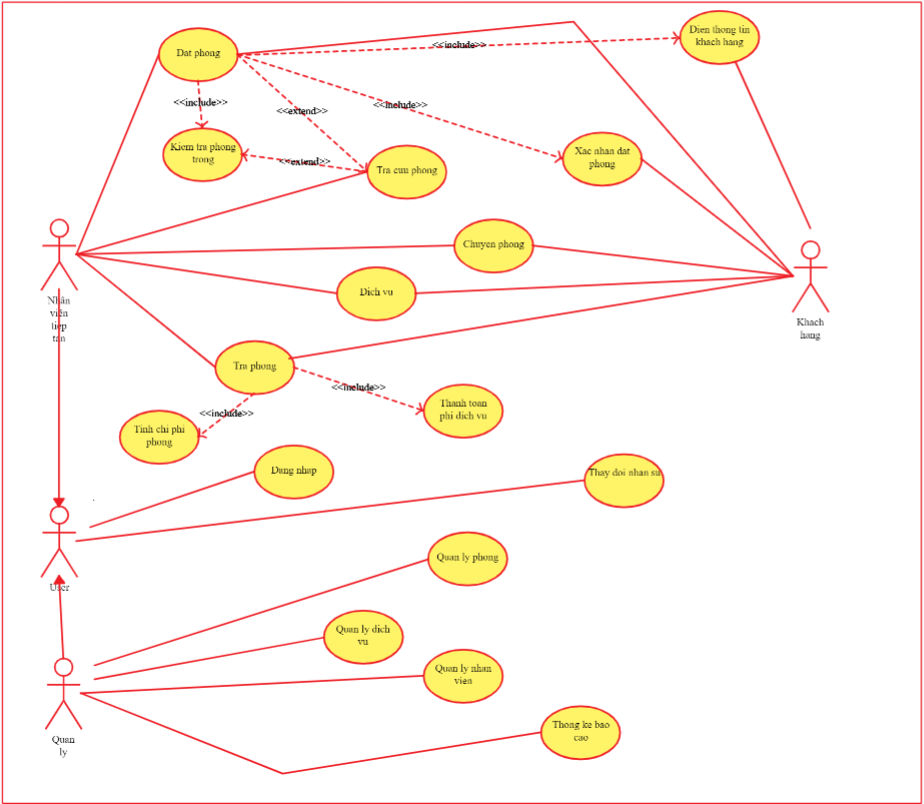 Dat phong
<<include>>
Dien thong tin
khach hang
<<include>>
<<extend>>
<<include>>
Kiem tra phong
trong
<<extend>>
Tra cuu phong
Xac nhan dat
phong
Chuyen phong
Dich vu
Nhân
viên
tiep
tan
Khach
hang
Tra phong
<<include>>
<<include>>
Thanh toan
phi dich vu
Tinh chi phi
phong
Dang nhap
Thay doi nhan su
User
Quan ly phong
Quan ly dich
vu
Quan ly nhan
vien
Quan
ly
Thong ke bao
cao